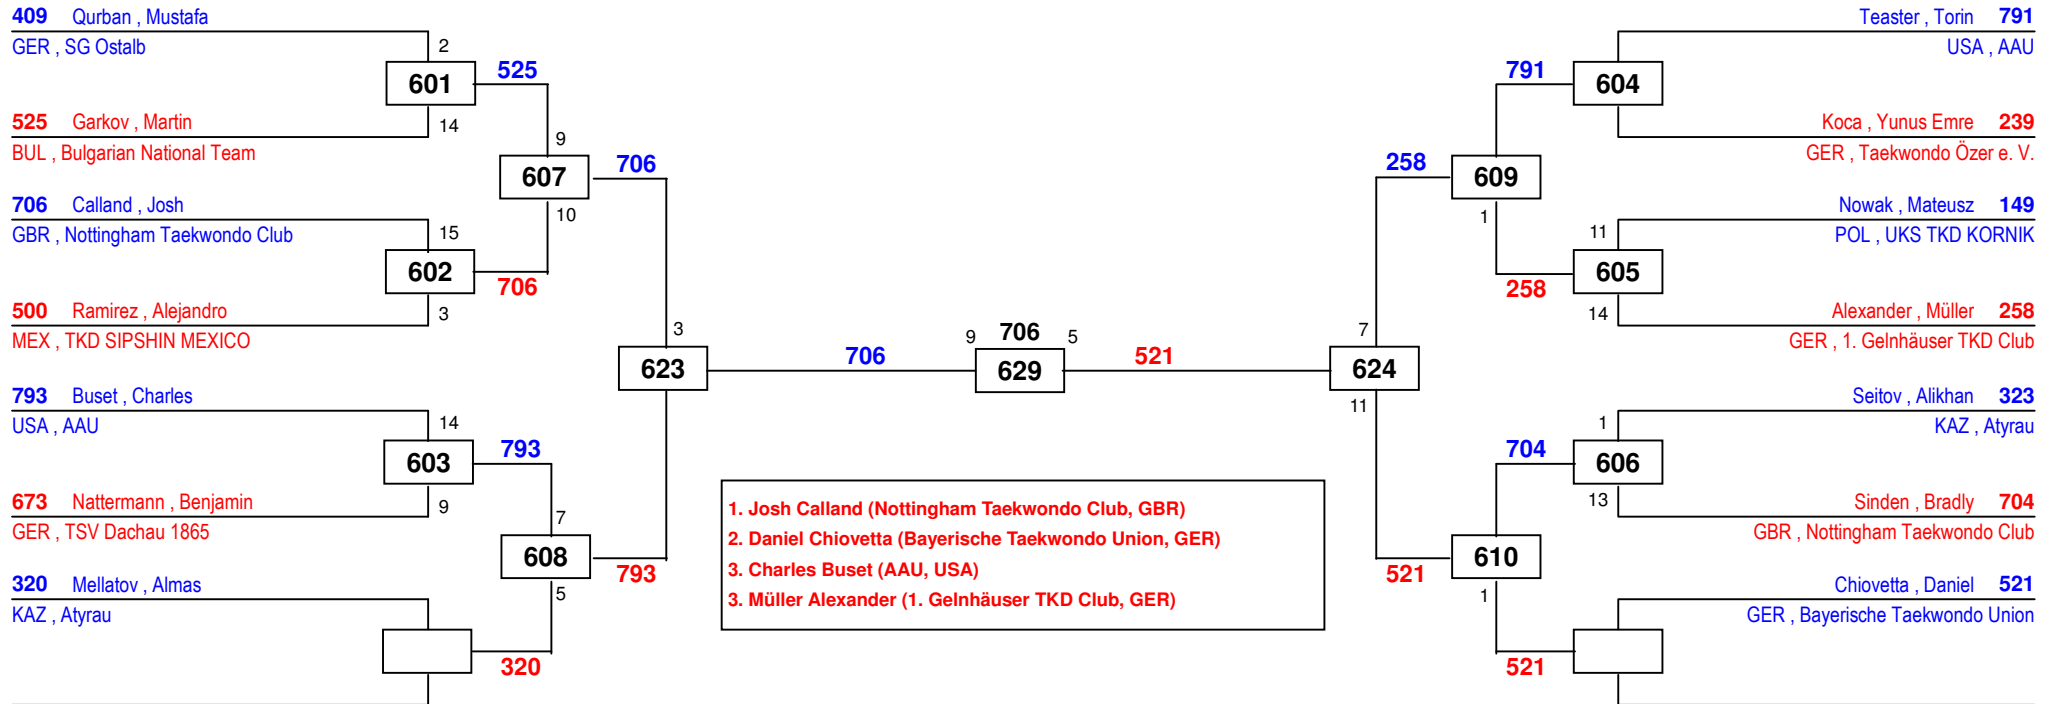 409 Qurban , Mustafa
GER , SG Ostalb
2
601
525
14
525 Garkov , Martin
BUL , Bulgarian National Team
9
607
706
10
706 Calland , Josh
GBR , Nottingham Taekwondo Club
15
602
706
3
500 Ramirez , Alejandro
MEX , TKD SIPSHIN MEXICO
3
623
706
793 Buset , Charles
USA , AAU
14
603
793
9
673 Nattermann , Benjamin
GER , TSV Dachau 1865
7
608
793
5
320 Mellatov , Almas
KAZ , Atyrau
320
9 706 5
629
521
1. Josh Calland (Nottingham Taekwondo Club, GBR)
2. Daniel Chiovetta (Bayerische Taekwondo Union, GER)
3. Charles Buset (AAU, USA)
3. Müller Alexander (1. Gelnhäuser TKD Club, GER)
Teaster , Torin 791
USA , AAU
791
604
Koca , Yunus Emre 239
GER , Taekwondo Özer e. V.
258
609
1
Nowak , Mateusz 149
POL , UKS TKD KORNIK
11
605
258
14
Alexander , Müller 258
GER , 1. Gelnhäuser TKD Club
7
624
11
Seitov , Alikhan 323
KAZ , Atyrau
1
704
606
13
Sinden , Bradly 704
GBR , Nottingham Taekwondo Club
610
521
1
Chiovetta , Daniel 521
GER , Bayerische Taekwondo Union
521